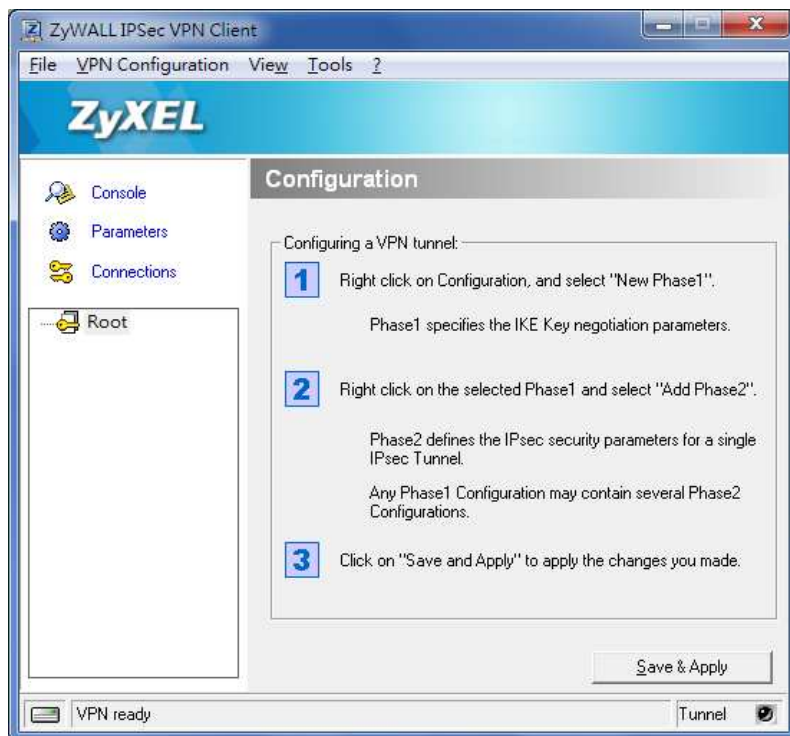 ZyWALL IPSec VPN Client
File VPN Configuration View Tools ?
ZyXEL
Console
Parameters
Connections
Root
Configuration
Configuring a VPN tunnel:
1 Right click on Configuration, and select "New Phase1".
Phase1 specifies the IKE Key negotiation parameters.
2 Right click on the selected Phase1 and select "Add Phase2".
Phase2 defines the IPsec security parameters for a single
IPsec Tunnel.
Any Phase1 Configuration may contain several Phase2
Configurations.
3 Click on "Save and Apply" to apply the changes you made.
Save & Apply
VPN ready
Tunnel